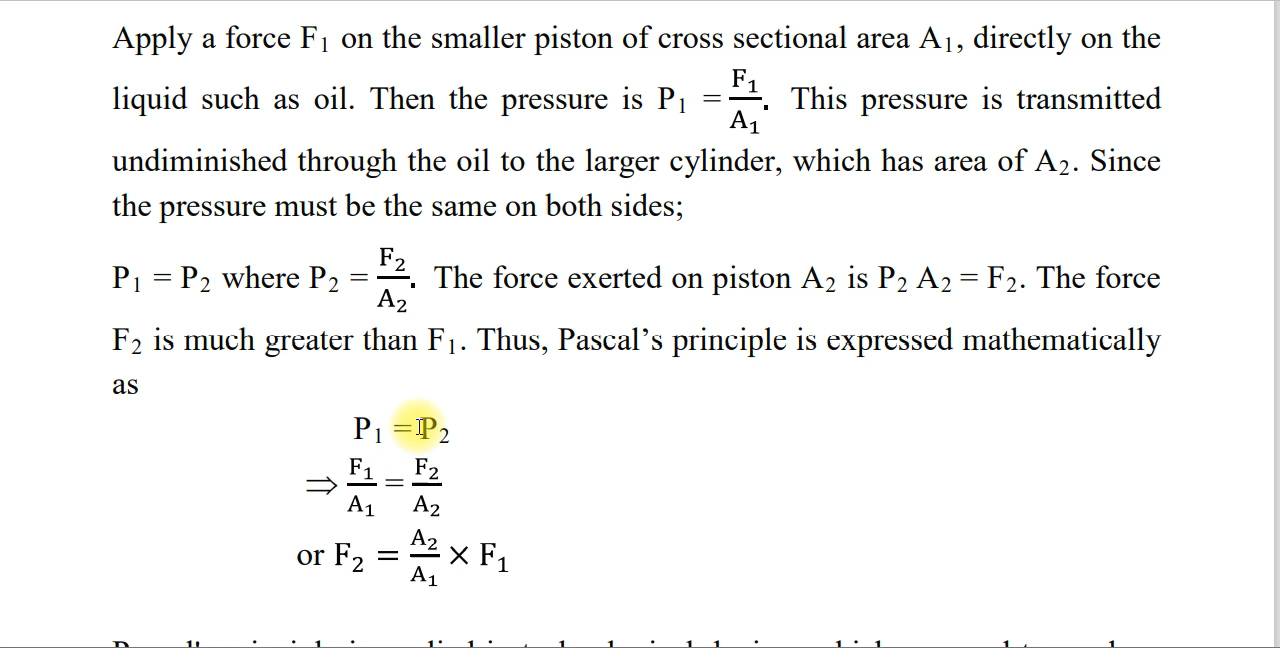 Apply a force F₁ on the smaller piston of cross sectional area A₁, directly on the
liquid such as oil. Then the pressure is P₁ = F₁/A₁. This pressure is transmitted
undiminished through the oil to the larger cylinder, which has area of A₂. Since
the pressure must be the same on both sides;
P₁ = P₂ where P₂ = F₂/A₂. The force exerted on piston A₂ is P₂ A₂ = F₂. The force
F₂ is much greater than F₁. Thus, Pascal’s principle is expressed mathematically
as
P₁ = P₂
⇒ F₁/A₁ = F₂/A₂
or F₂ = A₂/A₁ × F₁